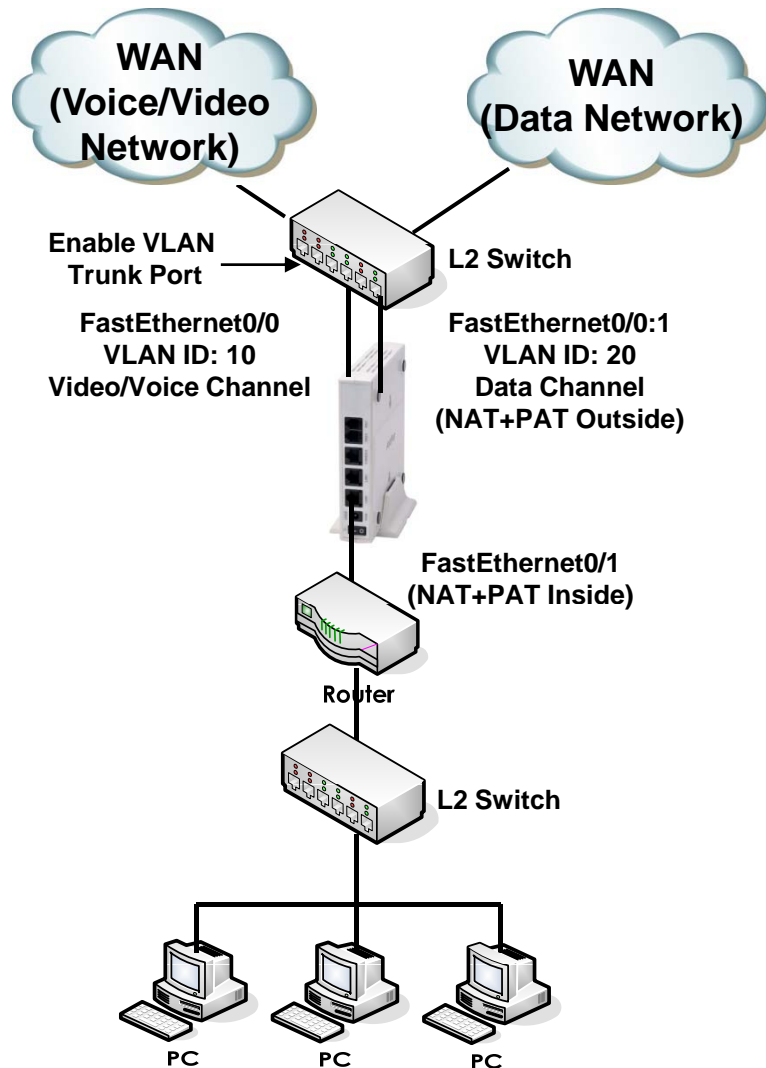 WAN
(Voice/Video
Network)
WAN
(Data Network)
Enable VLAN
Trunk Port
L2 Switch
FastEthernet0/0
VLAN ID: 10
Video/Voice Channel
FastEthernet0/0:1
VLAN ID: 20
Data Channel
(NAT+PAT Outside)
FastEthernet0/1
(NAT+PAT Inside)
Router
L2 Switch
PC
PC
PC